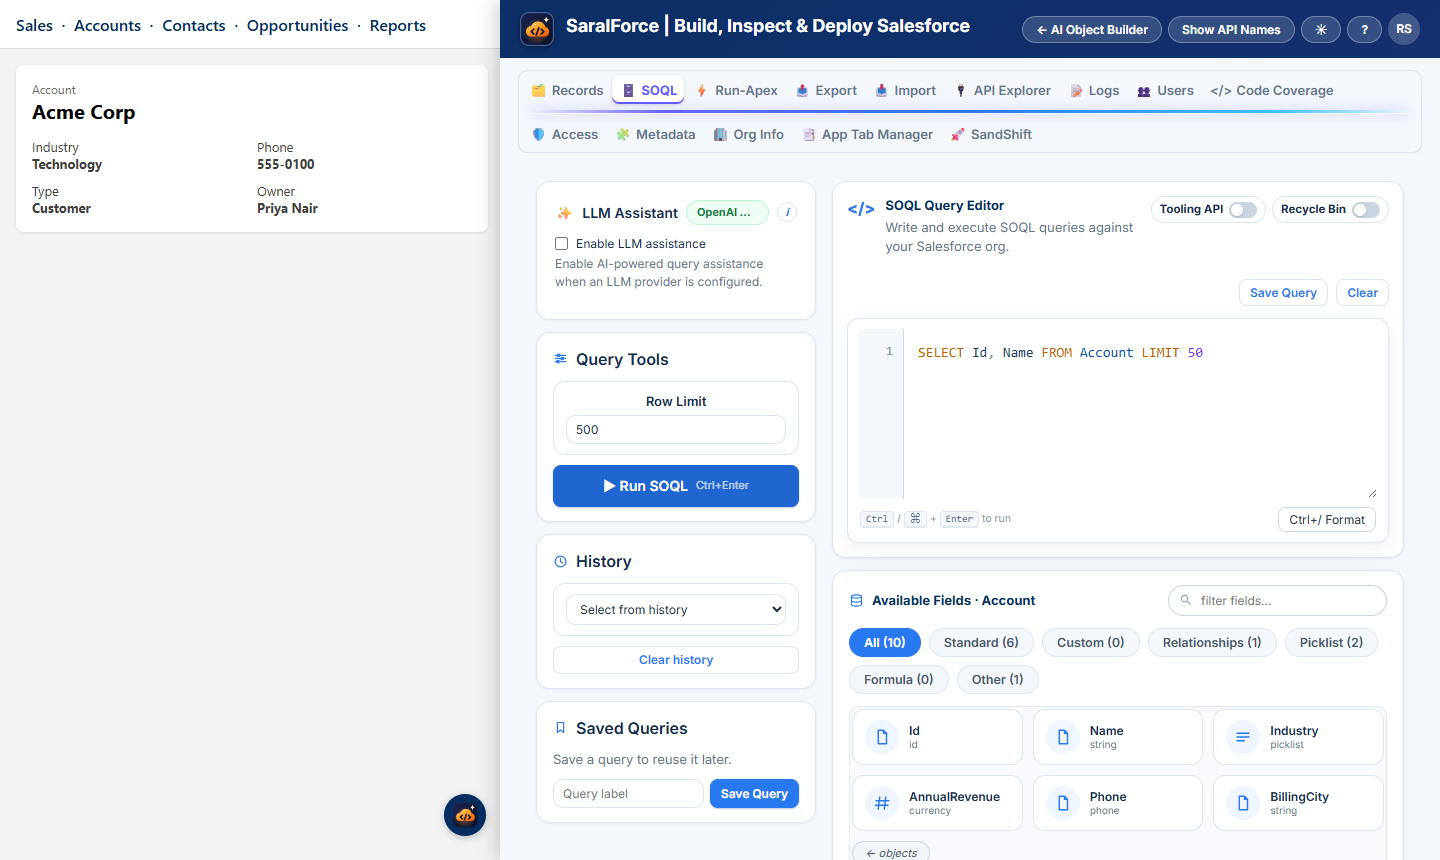 Sales · Accounts · Contacts · Opportunities · Reports
Account
Acme Corp
Industry Phone
Technology 555-0100
Type Owner
Customer Priya Nair
SaralForce | Build, Inspect & Deploy Salesforce
← AI Object Builder Show API Names ☀ ? RS
Records SOQL Run-Apex Export Import API Explorer Logs Users </> Code Coverage
Access Metadata Org Info App Tab Manager SandShift
LLM Assistant OpenAI ... i
Enable LLM assistance
Enable AI-powered query assistance
when an LLM provider is configured.
Query Tools
Row Limit
500
▶ Run SOQL Ctrl+Enter
History
Select from history
Clear history
Saved Queries
Save a query to reuse it later.
Query label Save Query
</> SOQL Query Editor
Write and execute SOQL queries against
your Salesforce org.
Tooling API Recycle Bin
Save Query Clear
1 SELECT Id, Name FROM Account LIMIT 50
Ctrl / ⌘ + Enter to run Ctrl+/ Format
Available Fields · Account filter fields...
All (10) Standard (6) Custom (0) Relationships (1) Picklist (2)
Formula (0) Other (1)
Id Name Industry
id string picklist
AnnualRevenue Phone BillingCity
currency phone string
← objects